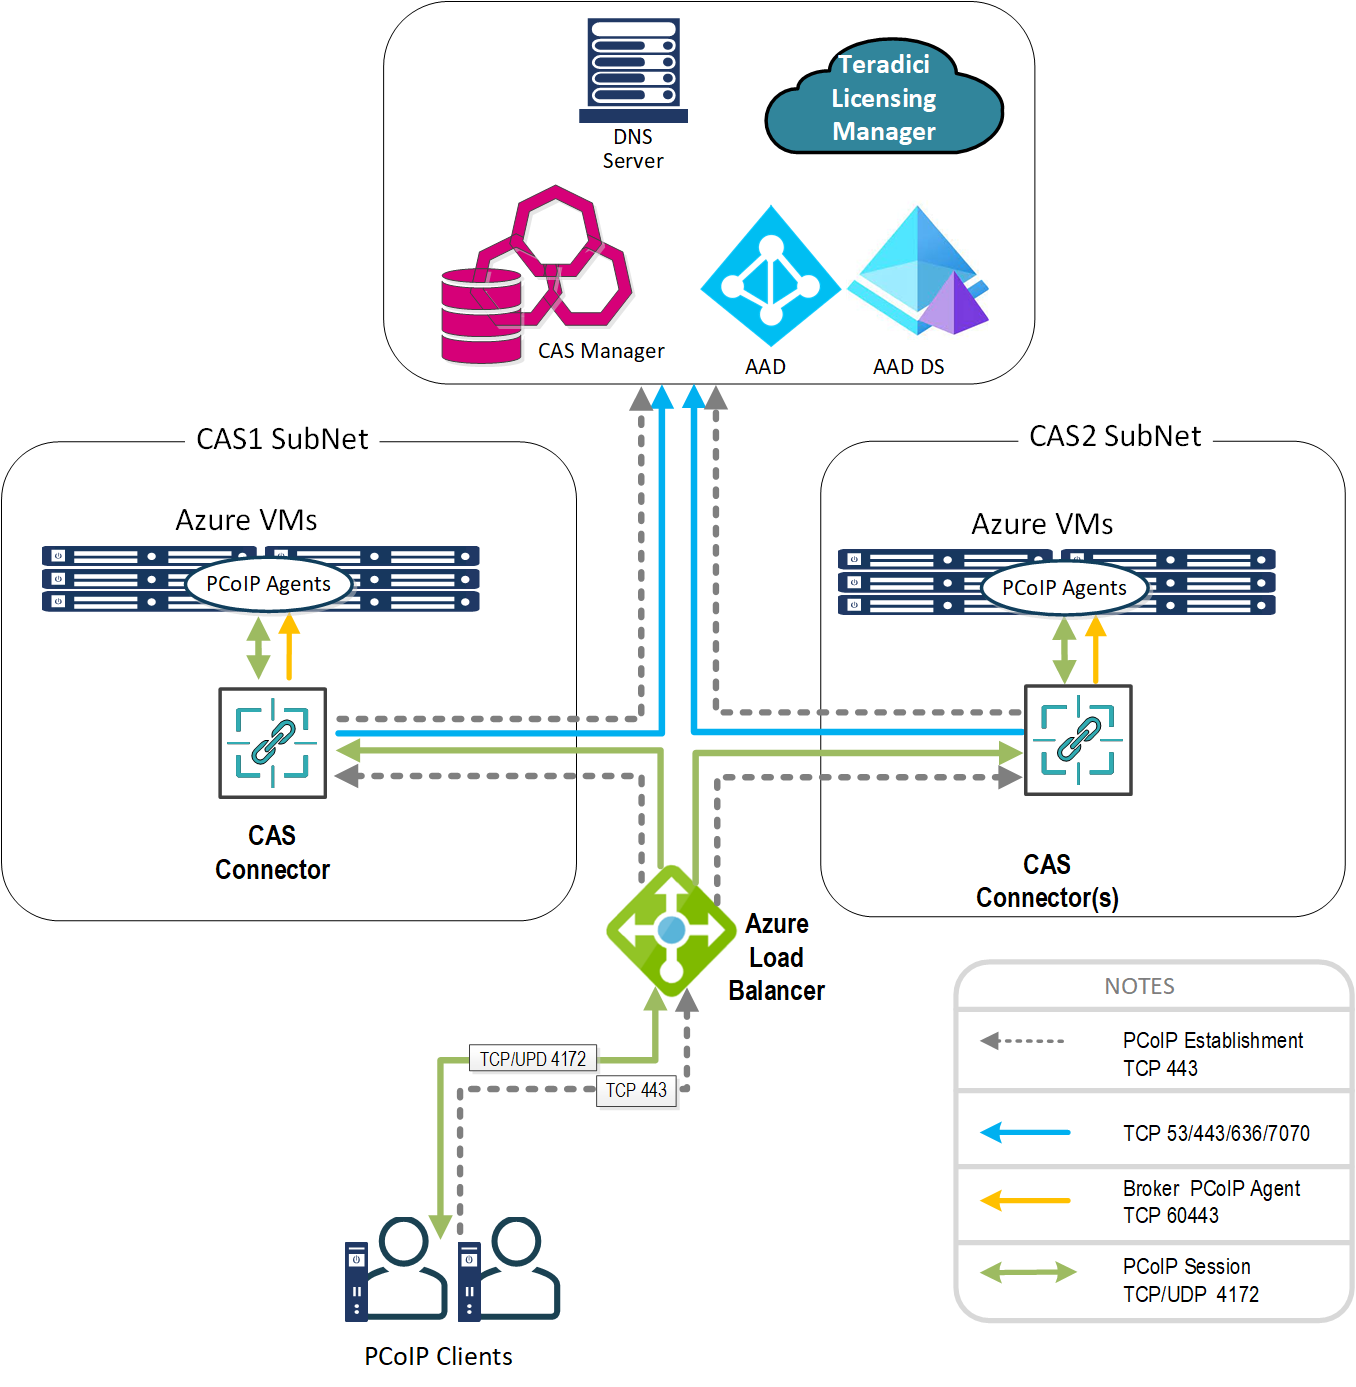 DNS
Server
Teradici
Licensing
Manager
CAS Manager
AAD
AAD DS
CAS1 SubNet
Azure VMs
PCoIP Agents
CAS
Connector
CAS2 SubNet
Azure VMs
PCoIP Agents
CAS
Connector(s)
Azure
Load
Balancer
TCP/UPD 4172
TCP 443
PCoIP Clients
NOTES
PCoIP Establishment
TCP 443
TCP 53/443/636/7070
Broker PCoIP Agent
TCP 60443
PCoIP Session
TCP/UDP 4172